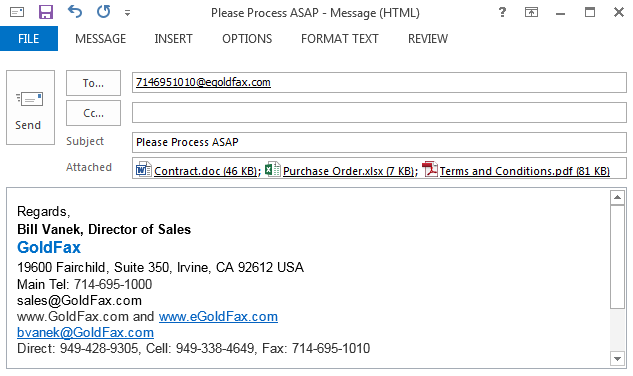 Please Process ASAP - Message (HTML)
FILE MESSAGE INSERT OPTIONS FORMAT TEXT REVIEW
Send
To...
7146951010@egoldfax.com
Cc...
Subject
Please Process ASAP
Attached
Contract.doc (46 KB); Purchase Order.xlsx (7 KB); Terms and Conditions.pdf (81 KB)
Regards,
Bill Vanek, Director of Sales
GoldFax
19600 Fairchild, Suite 350, Irvine, CA 92612 USA
Main Tel: 714-695-1000
sales@GoldFax.com
www.GoldFax.com and www.eGoldFax.com
bvanek@GoldFax.com
Direct: 949-428-9305, Cell: 949-338-4649, Fax: 714-695-1010